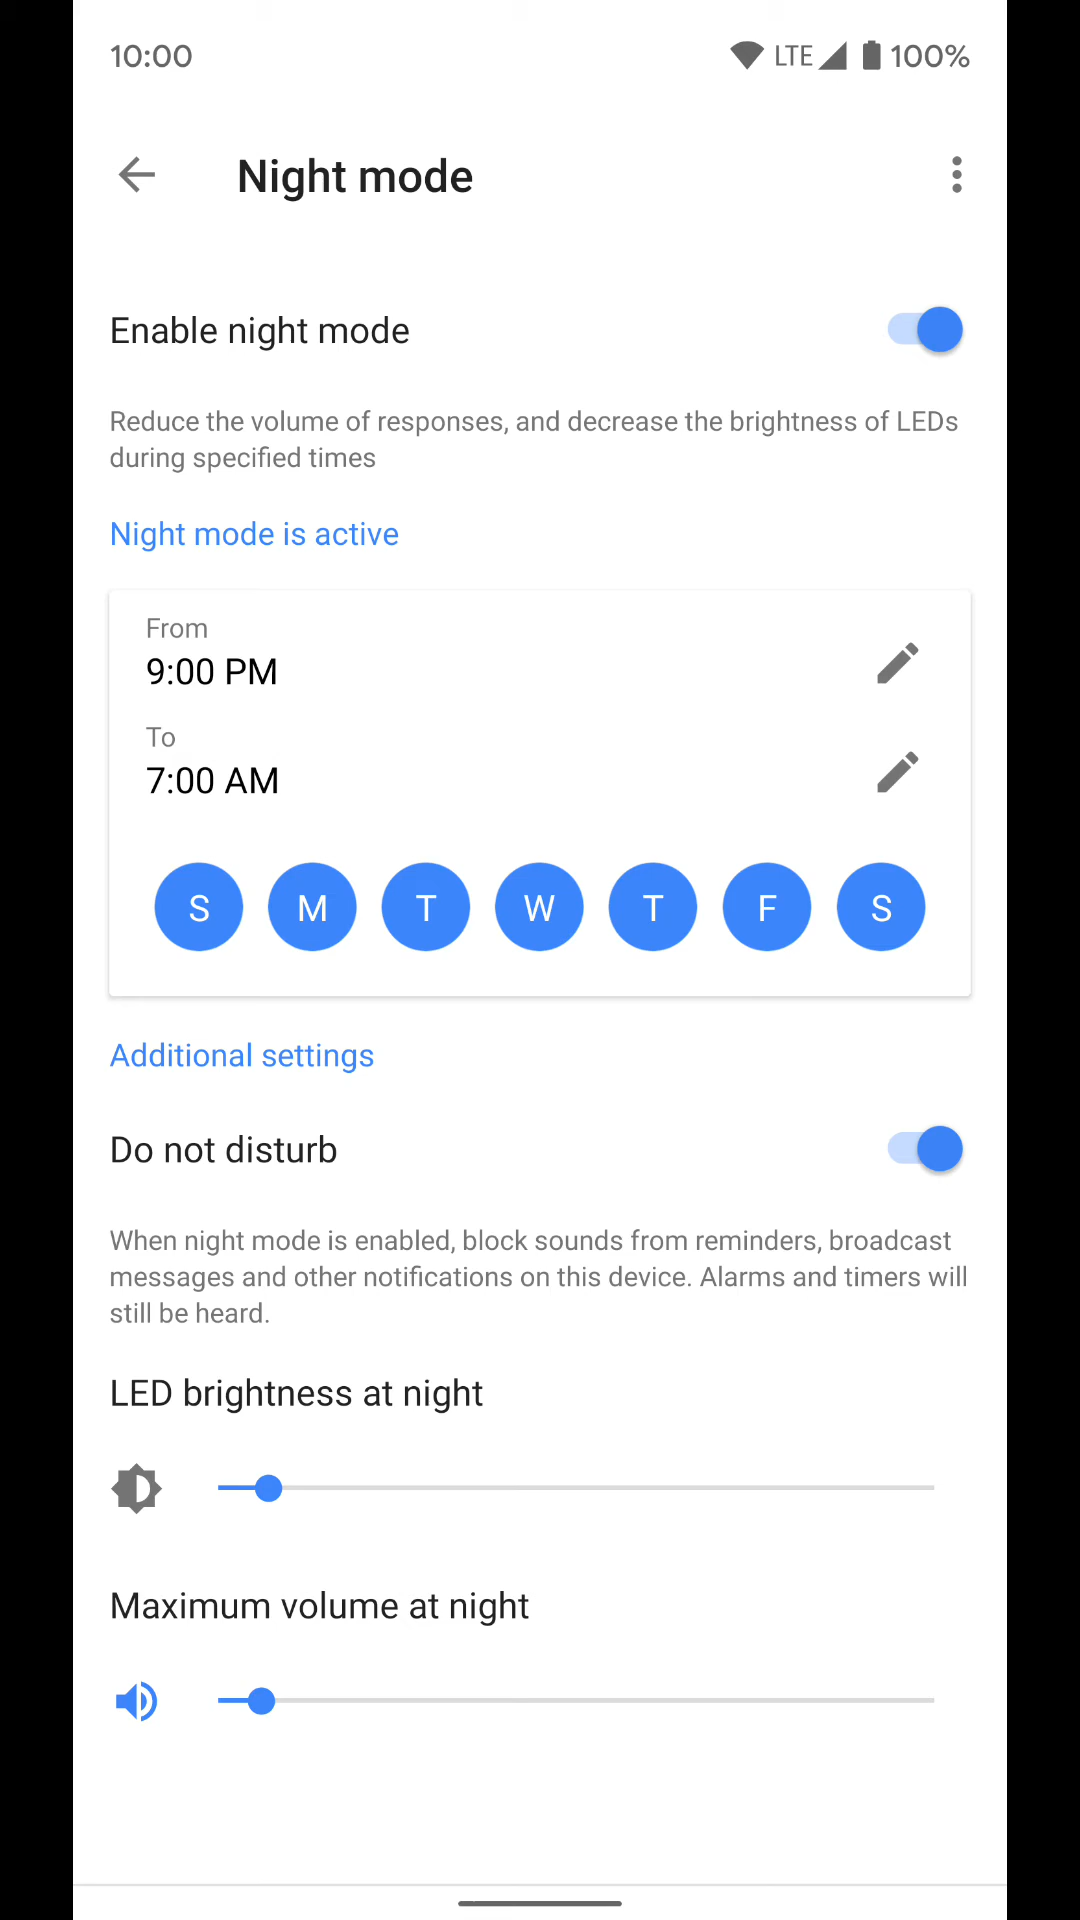 10:00 LTE 100%
Night mode
Enable night mode
Reduce the volume of responses, and decrease the brightness of LEDs
during specified times
Night mode is active
From
9:00 PM
To
7:00 AM
S M T W T F S
Additional settings
Do not disturb
When night mode is enabled, block sounds from reminders, broadcast
messages and other notifications on this device. Alarms and timers will
still be heard.
LED brightness at night
Maximum volume at night